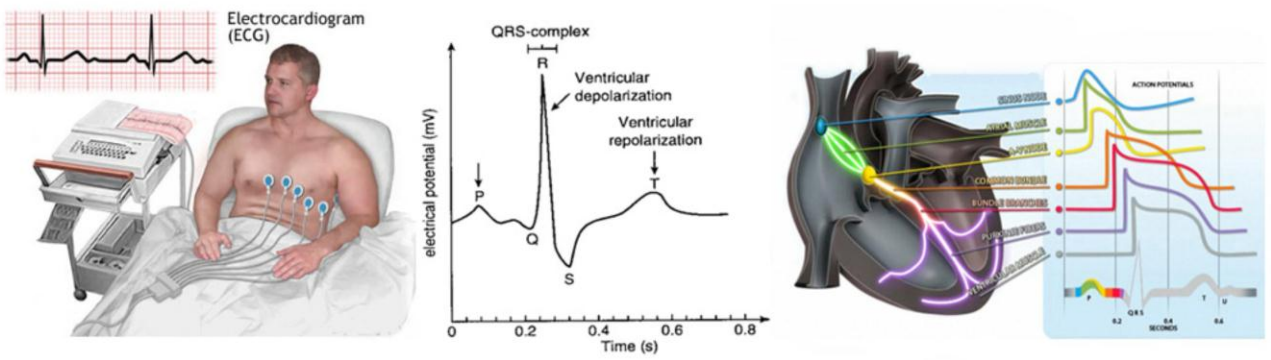 Electrocardiogram
(ECG)
QRS-complex
R
Ventricular
depolarization
Ventricular
repolarization
P
T
Q
S
electrical potential (mV)
0
0.2
0.4
0.6
0.8
Time (s)
ACTION POTENTIALS
SINUS NODE
ATRIAL MUSCLE
A-V NODE
COMMON BUNDLE
BUNDLE BRANCHES
PURKINJE FIBERS
VENTRICULAR MUSCLE
P
Q R S
T
U
0.2
0.4
0.6
SECONDS